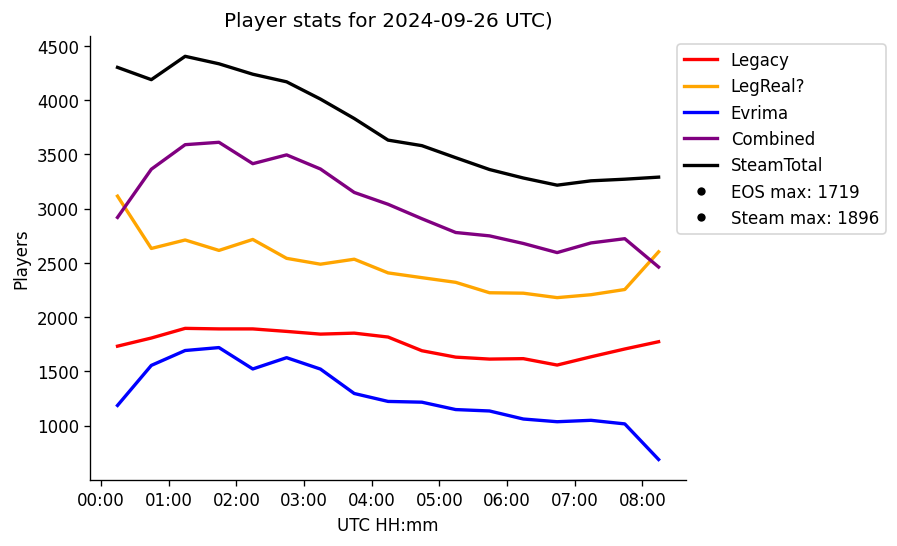 Player stats for 2024-09-26 UTC)
4500
4000
3500
3000
2500
2000
1500
1000
Players
00:00 01:00 02:00 03:00 04:00 05:00 06:00 07:00 08:00
UTC HH:mm
Legacy
LegReal?
Evrima
Combined
SteamTotal
EOS max: 1719
Steam max: 1896